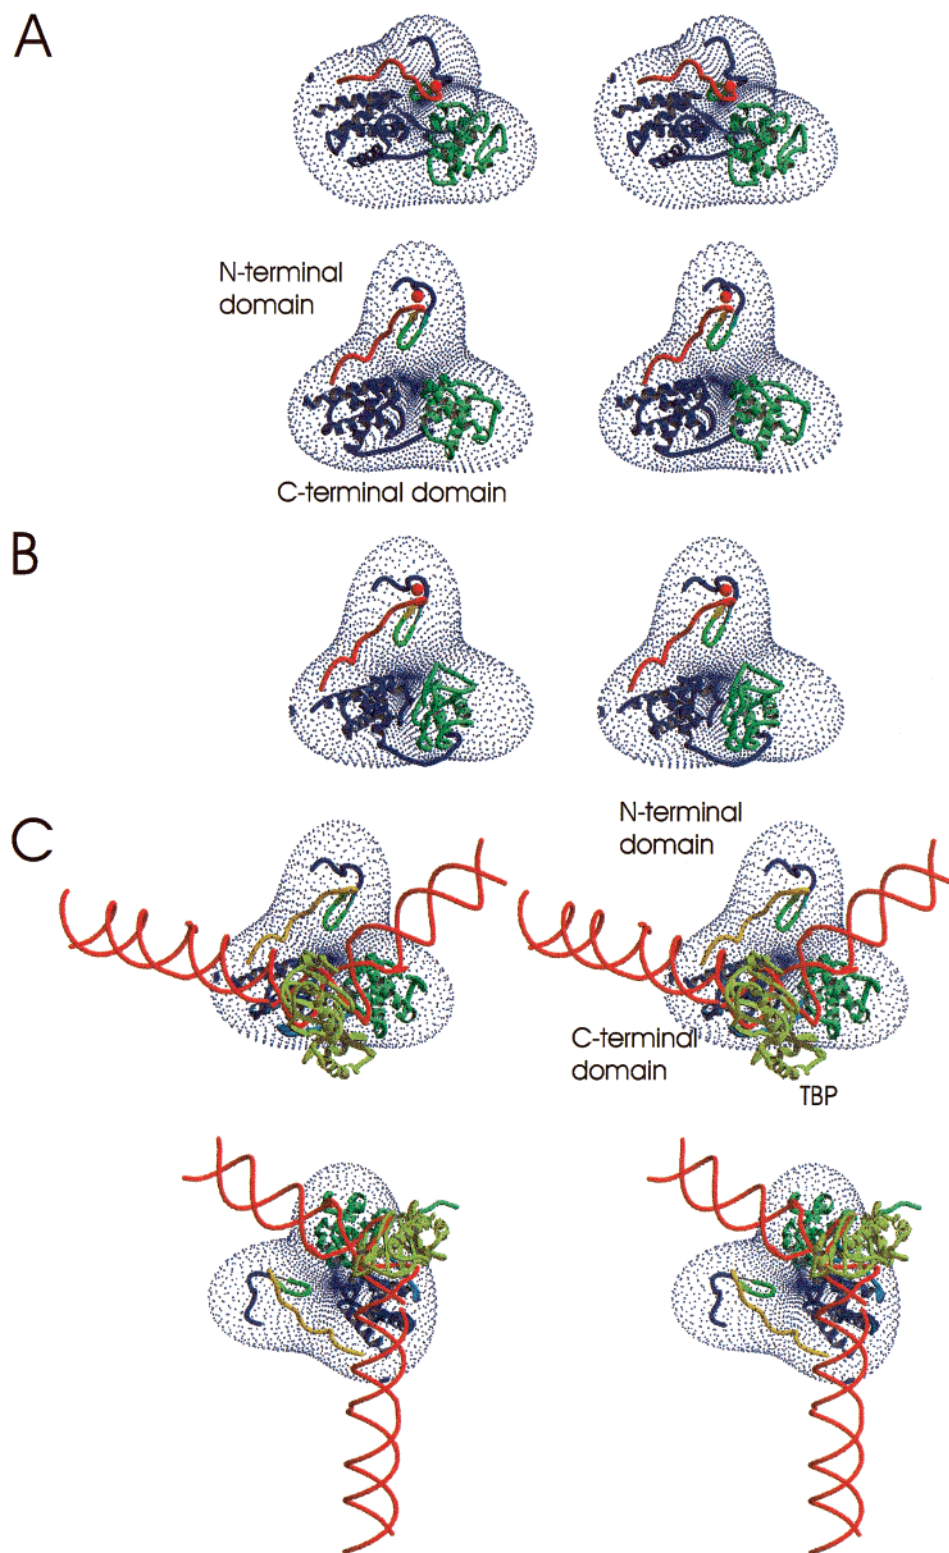 A
N-terminal
domain
C-terminal domain
B
N-terminal
domain
C
C-terminal
domain
TBP